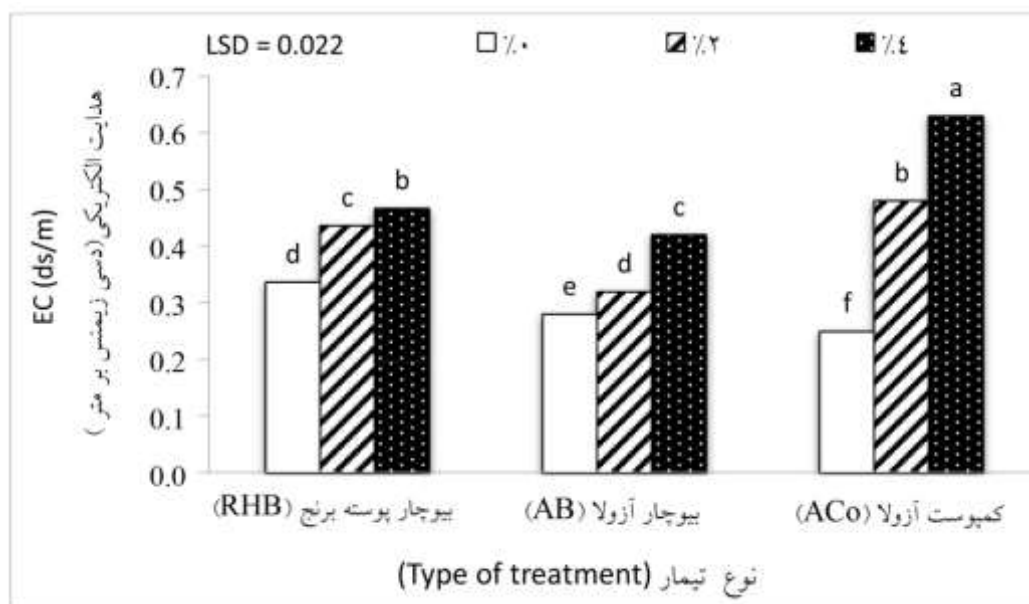 LSD = 0.022 ٪٠ ٪٢ ٪٤
0.7
0.6
0.5
0.4
0.3
0.2
0.1
0.0
EC (ds/m)
هدایت الکتریکی(دسی زیمنس بر متر )
d c b
e d c
f b a
بیوچار پوسته برنج (RHB)
بیوچار آزولا (AB)
کمپوست آزولا (ACo)
نوع تیمار (Type of treatment)